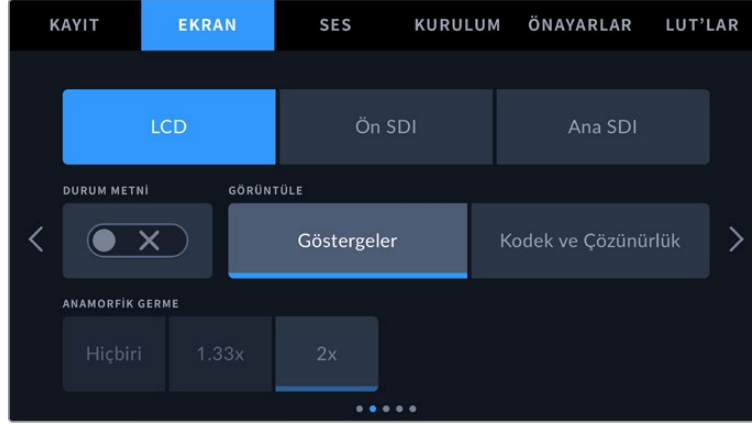 KAYIT EKRAN SES KURULUM ÖNAYARLAR LUT’LAR
LCD Ön SDI Ana SDI
DURUM METNİ GÖRÜNTÜLE
Göstergeler Kodek ve Çözünürlük
ANAMORFİK GERME
Hiçbiri 1.33x 2x